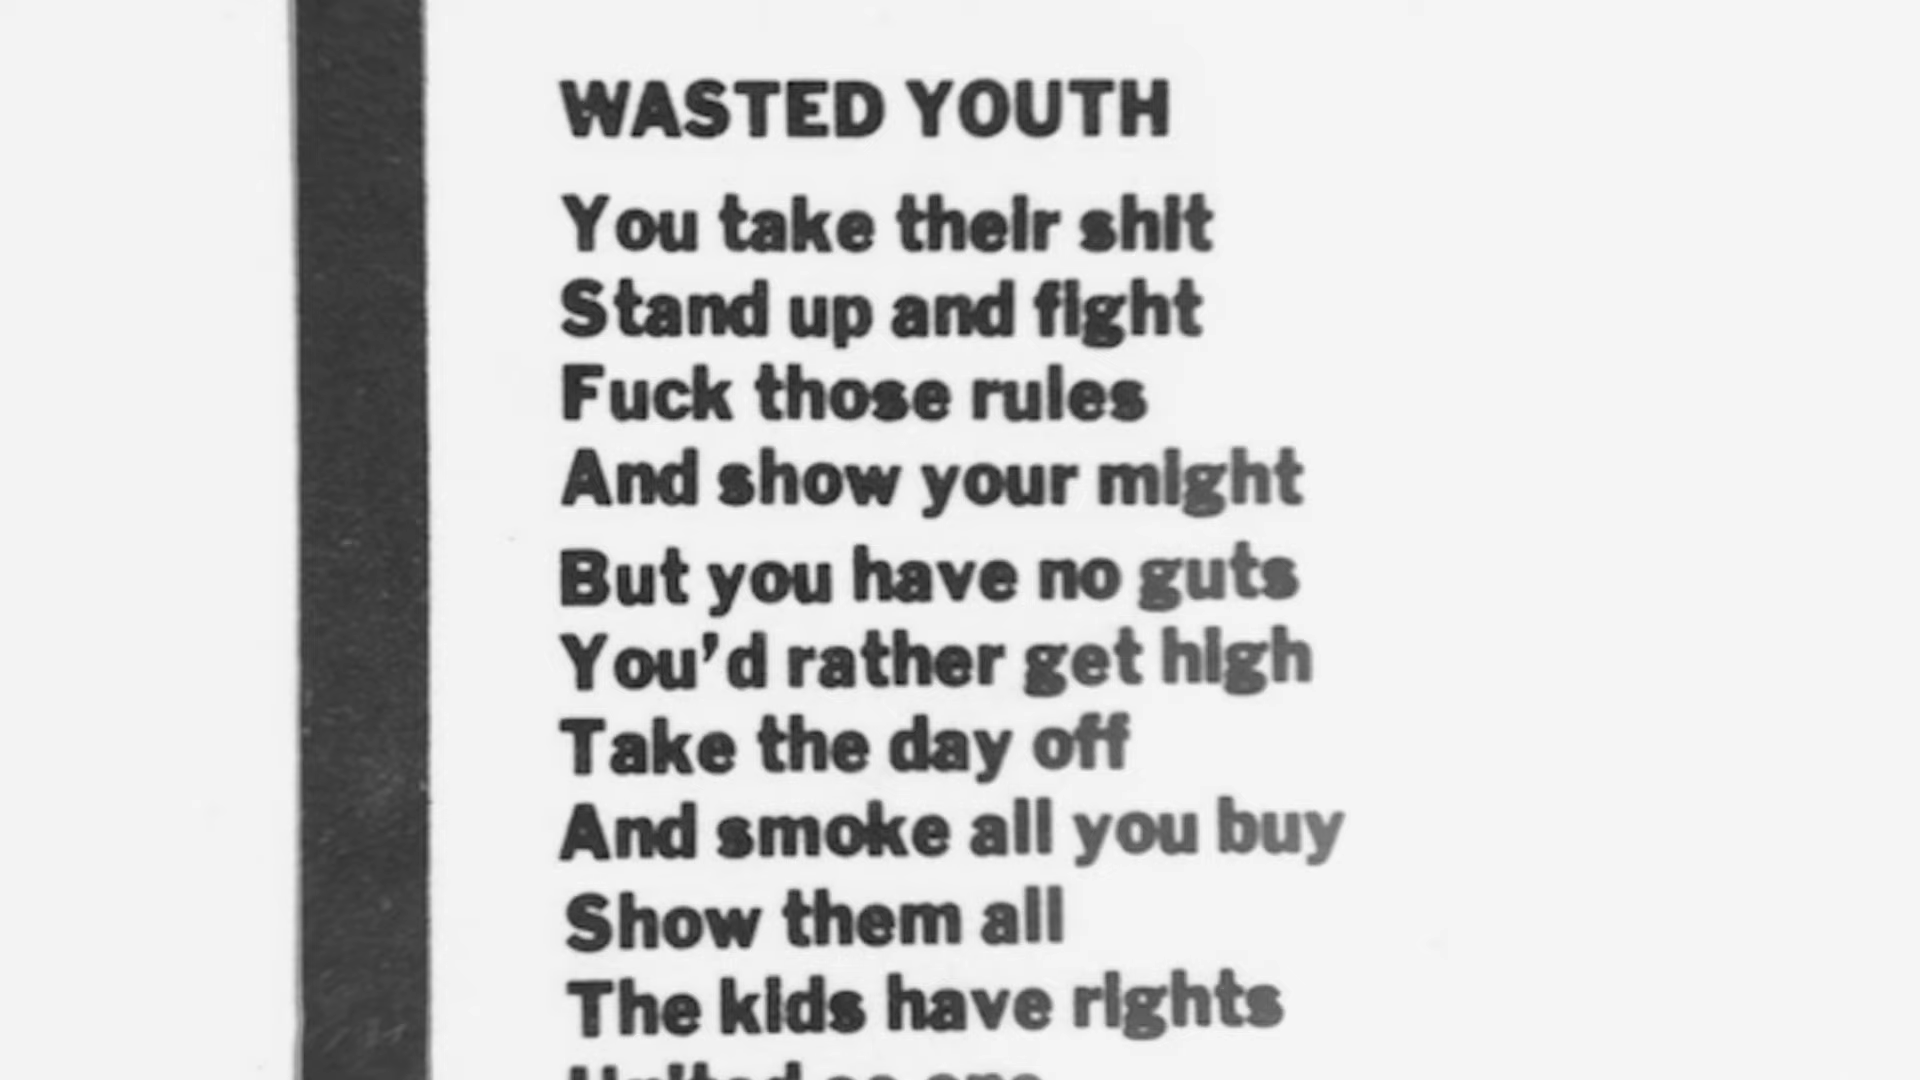 WASTED YOUTH
You take their shit
Stand up and fight
Fuck those rules
And show your might
But you have no guts
You'd rather get high
Take the day off
And smoke all you buy
Show them all
The kids have rights